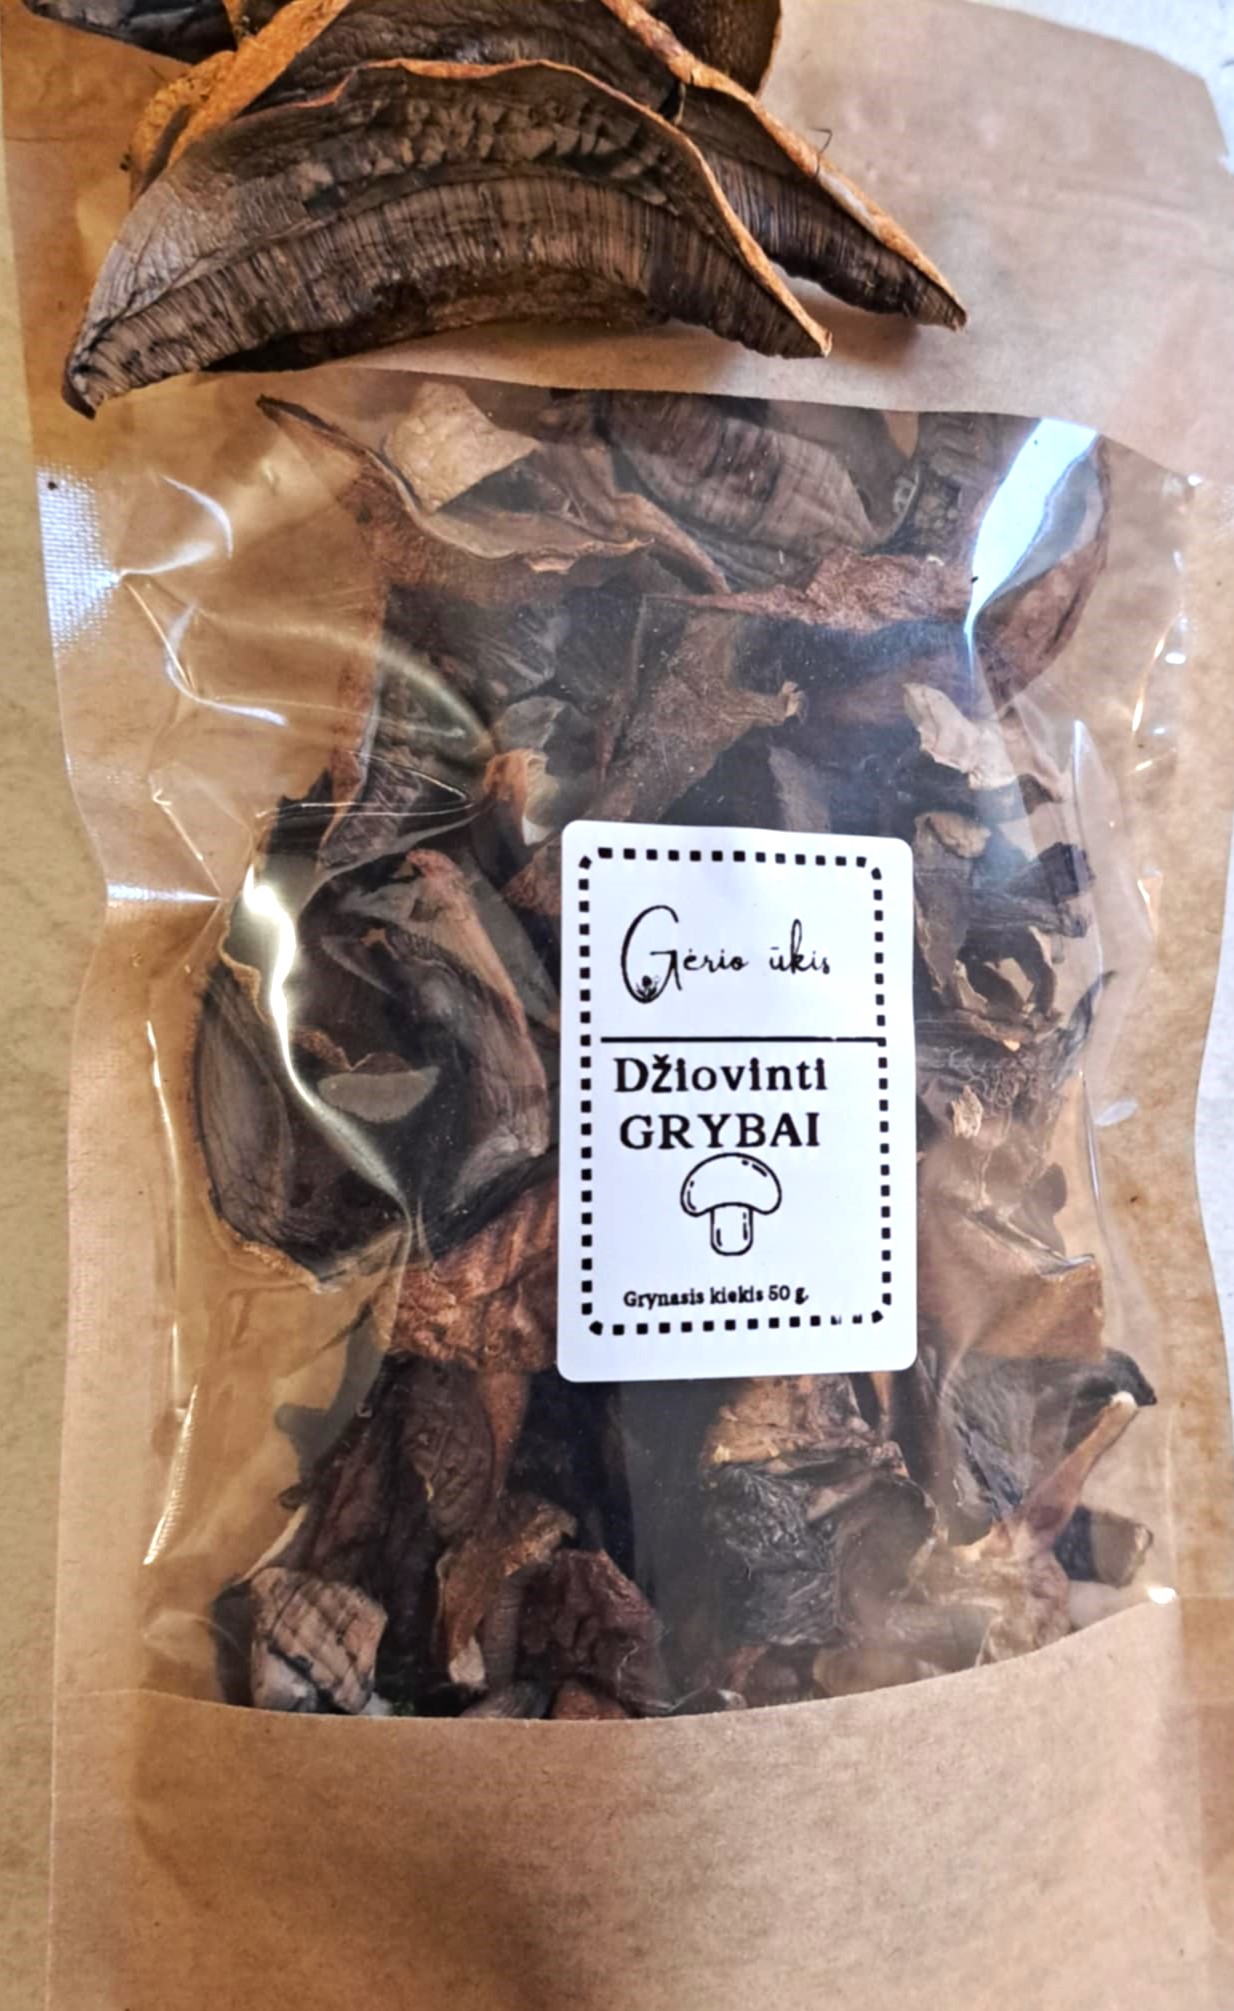 Gėrio ūkis
Džiovinti
GRYBAI
Grynasis kiekis 50 g.